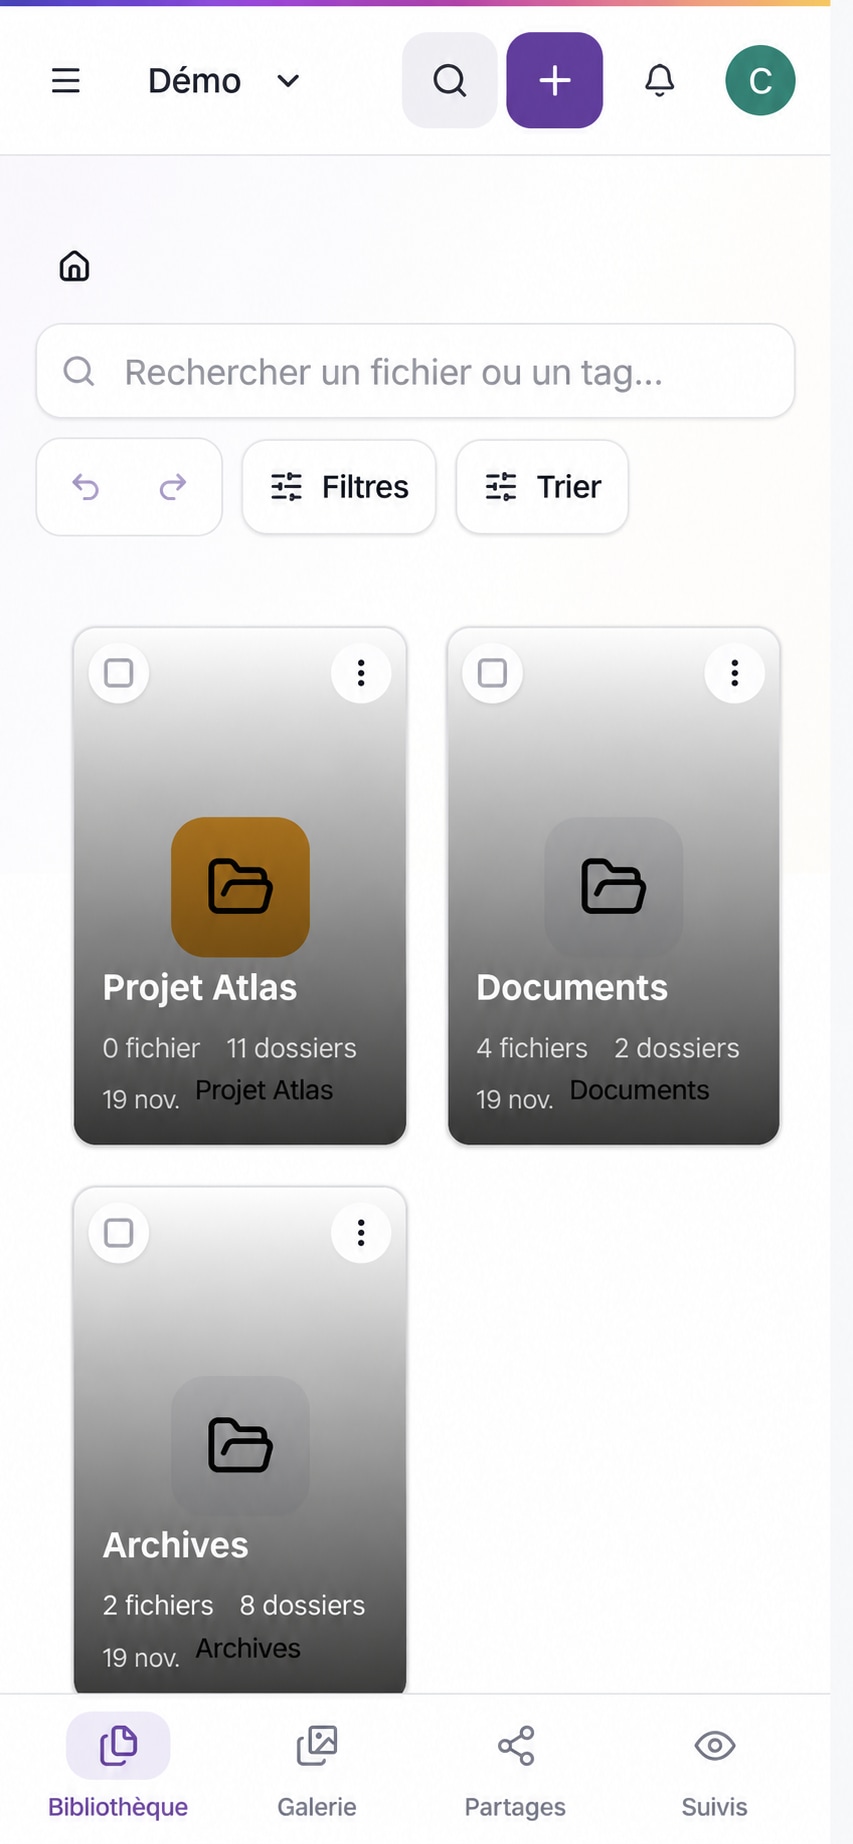 Démo
C
Rechercher un fichier ou un tag...
Filtres
Trier
Projet Atlas
0 fichier 11 dossiers
19 nov. Projet Atlas
Documents
4 fichiers 2 dossiers
19 nov. Documents
Archives
2 fichiers 8 dossiers
19 nov. Archives
Bibliothèque
Galerie
Partages
Suivis